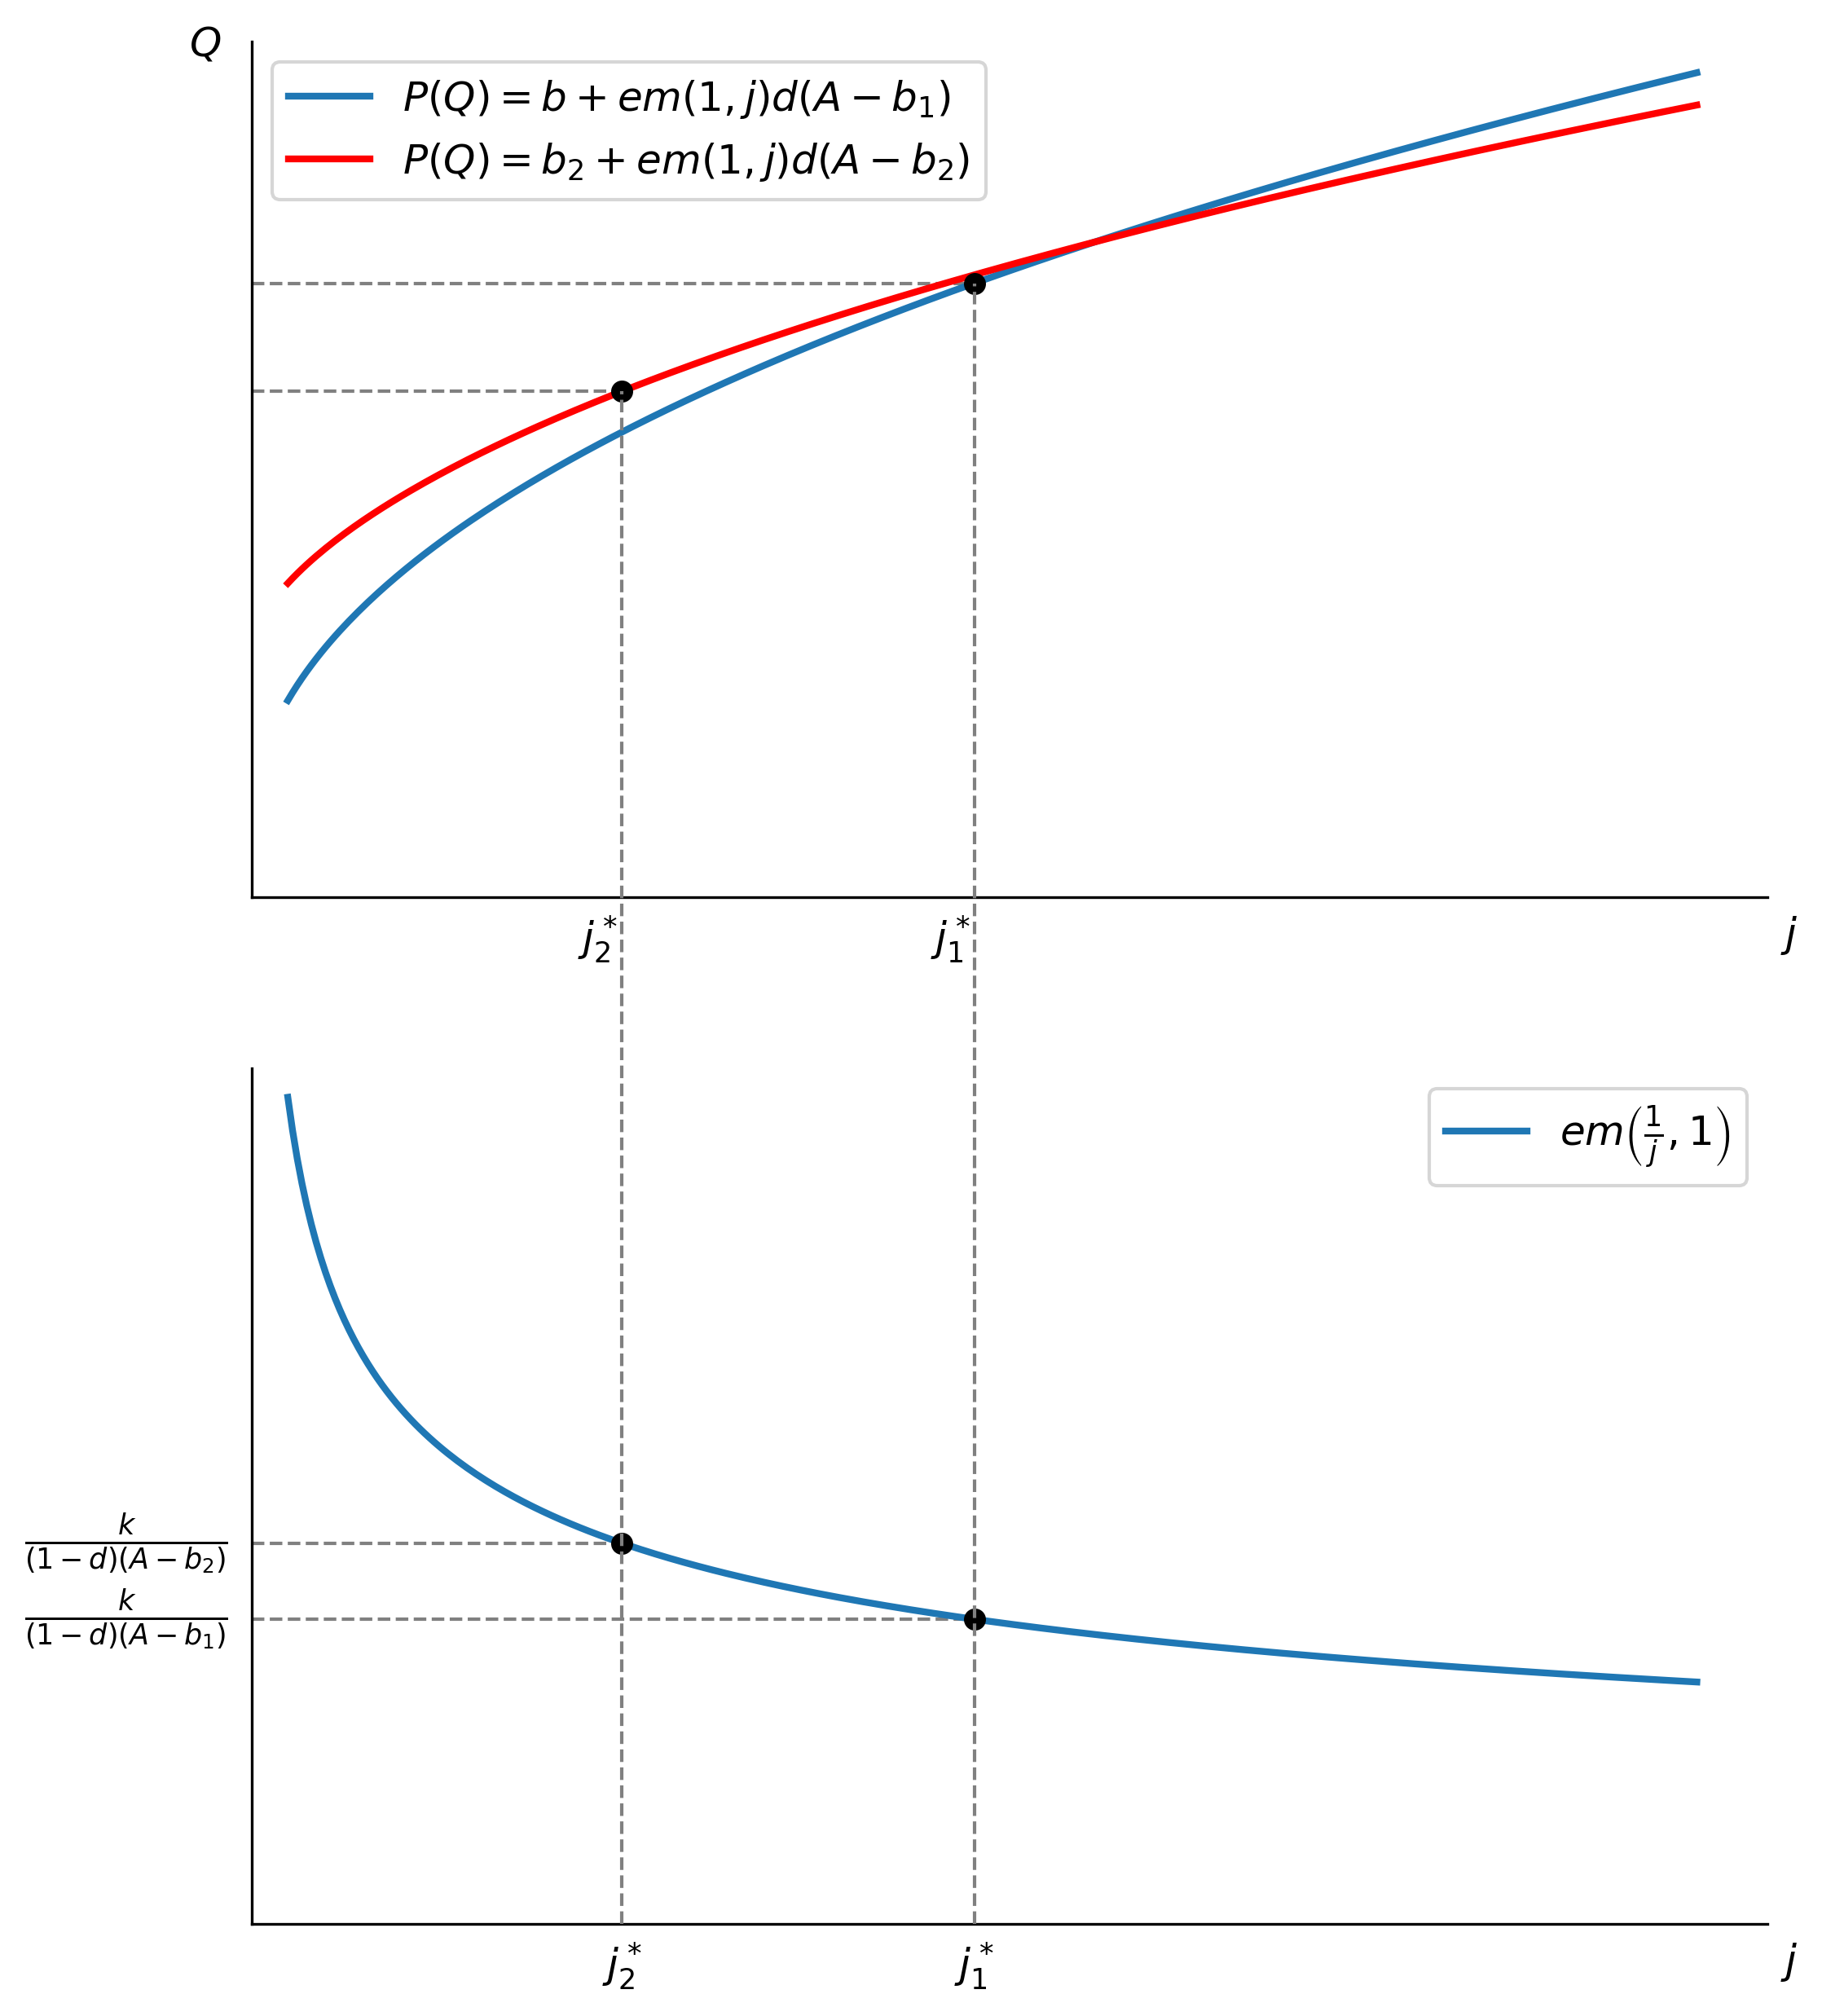 Q
P(Q) = b + em(1, j)d(A − b₁)
P(Q) = b₂ + em(1, j)d(A − b₂)
j₂* j₁* j
em(1/j, 1)
k/((1 − d)(A − b₂))
k/((1 − d)(A − b₁))
j₂* j₁* j